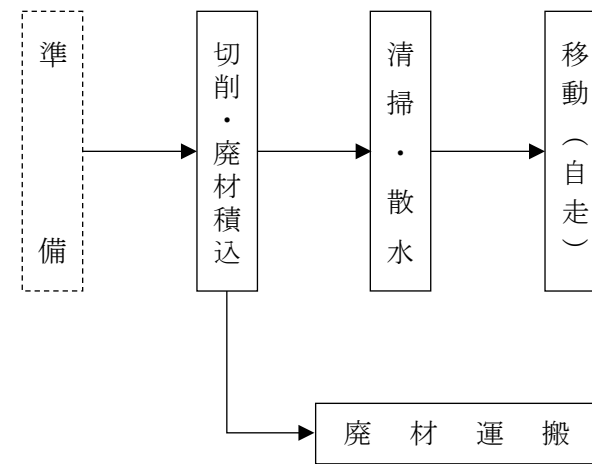 準備
切削・廃材積込
清掃・散水
移動（自走）
廃材運搬